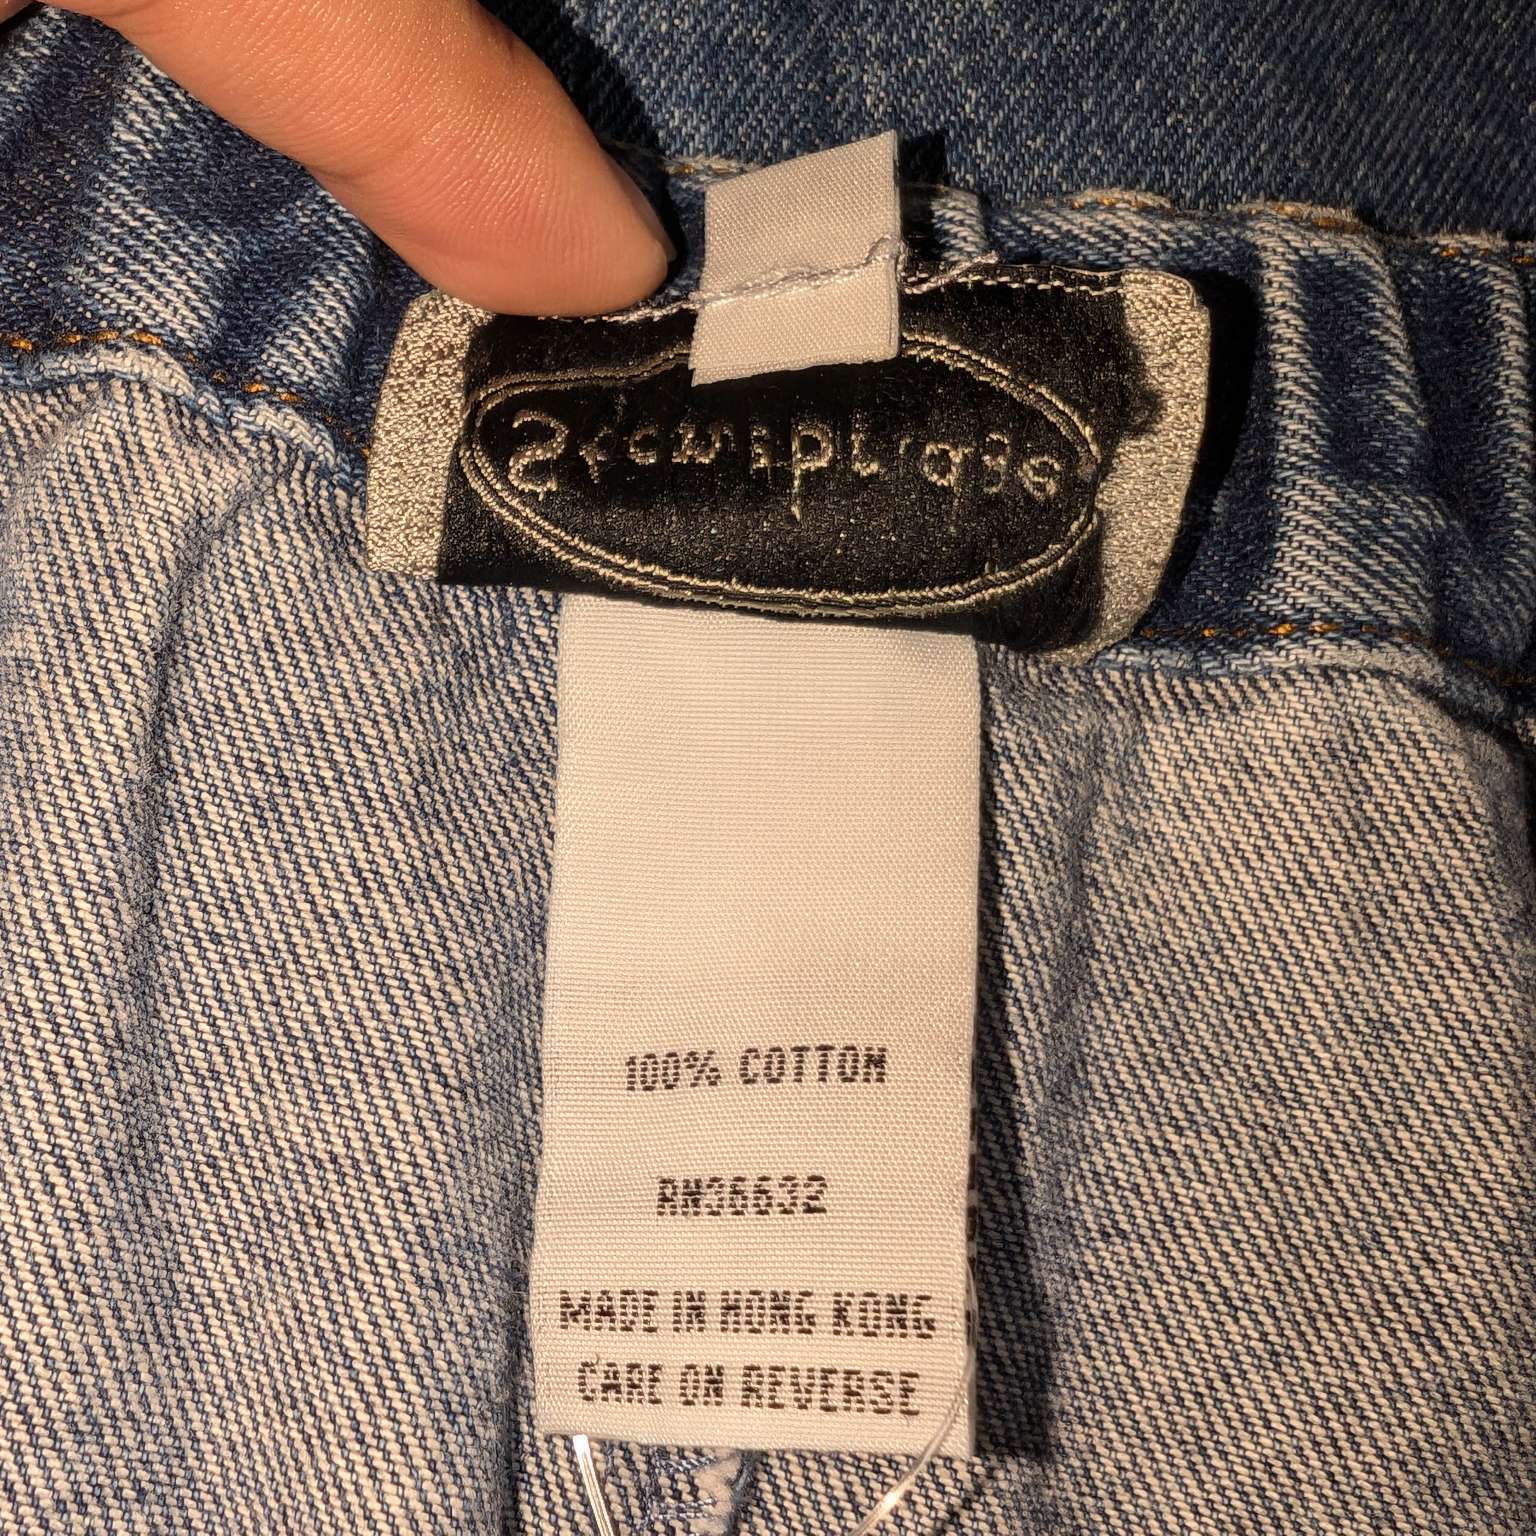 100% COTTON
RN36632
MADE IN HONG KONG
CARE ON REVERSE